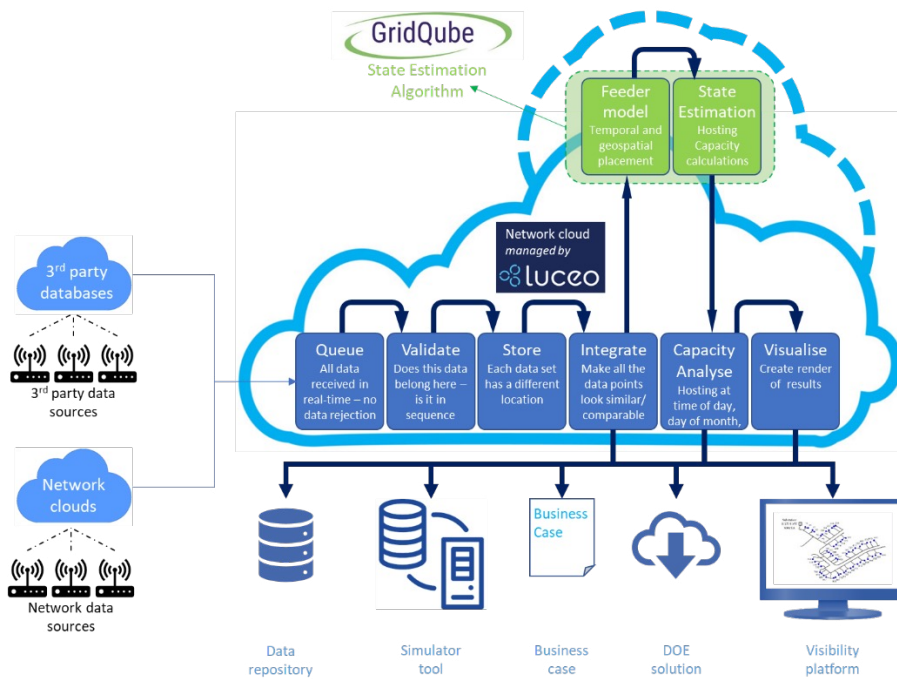 GridQube
State Estimation
Algorithm
Feeder
model
Temporal and
geospatial
placement
State
Estimation
Hosting
Capacity
calculations
Network cloud
managed by
luceo
3rd party
databases
3rd party data
sources
Network
clouds
Network data
sources
Queue
All data
received in
real-time – no
data rejection
Validate
Does this data
belong here –
is it in
sequence
Store
Each data set
has a different
location
Integrate
Make all the
data points
look similar/
comparable
Capacity
Analyse
Hosting at
time of day,
day of month,
Visualise
Create render
of results
Business
Case
Data
repository
Simulator
tool
Business
case
DOE
solution
Visibility
platform